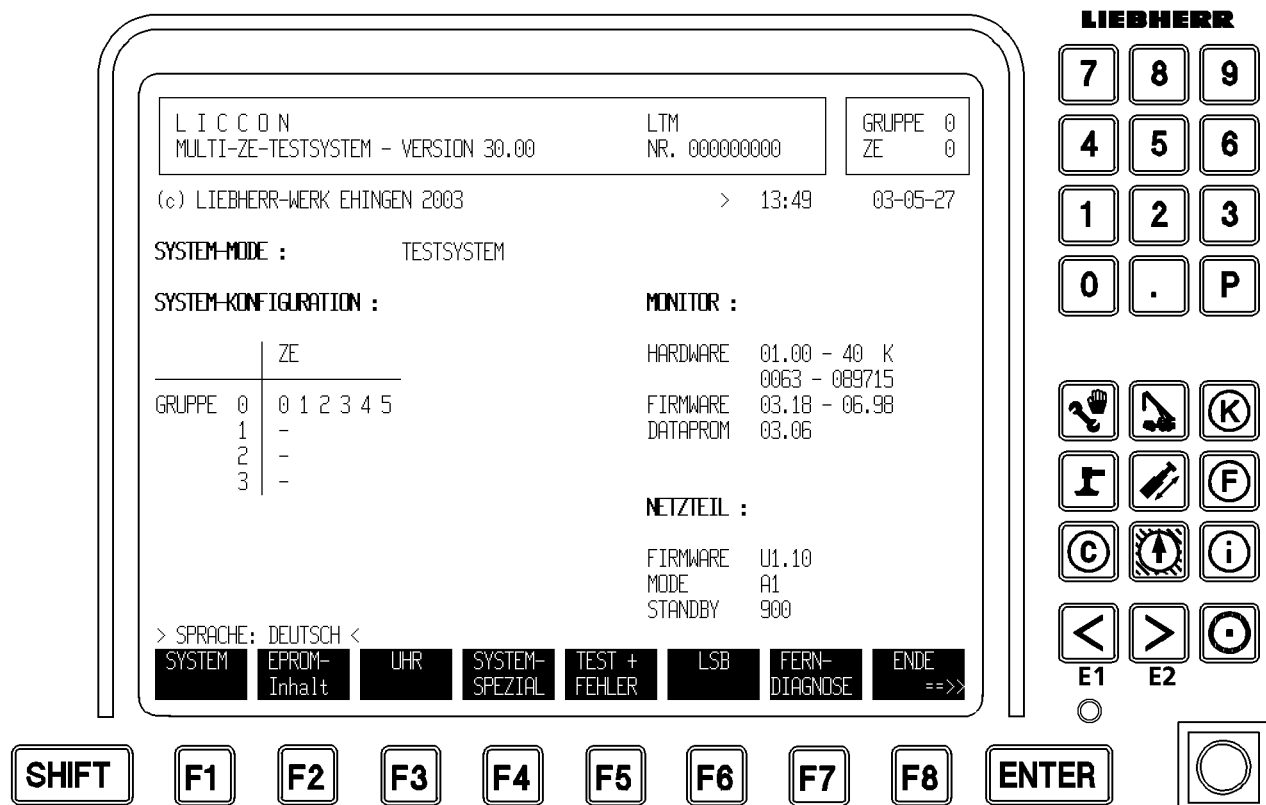 LIEBHERR
L I C C O N LTM GRUPPE 0
MULTI-ZE-TESTSYSTEM - VERSION 30.00 NR. 000000000 ZE 0
(c) LIEBHERR-WERK EHINGEN 2003 > 13:49 03-05-27
SYSTEM-MODE : TESTSYSTEM
SYSTEM-KONFIGURATION : MONITOR :
ZE HARDWARE 01.00 - 40 K
0063 - 089715
GRUPPE 0 0 1 2 3 4 5 FIRMWARE 03.18 - 06.98
1 - DATAPROM 03.06
2 -
3 -
NETZTEIL :
FIRMWARE U1.10
MODE A1
STANDBY 900
> SPRACHE: DEUTSCH <
SYSTEM EPROM- UHR SYSTEM- TEST + LSB FERN- ENDE
Inhalt SPEZIAL FEHLER DIAGNOSE ==>>
7 8 9
4 5 6
1 2 3
0 . P
K
F
C i
< >
E1 E2
SHIFT F1 F2 F3 F4 F5 F6 F7 F8 ENTER